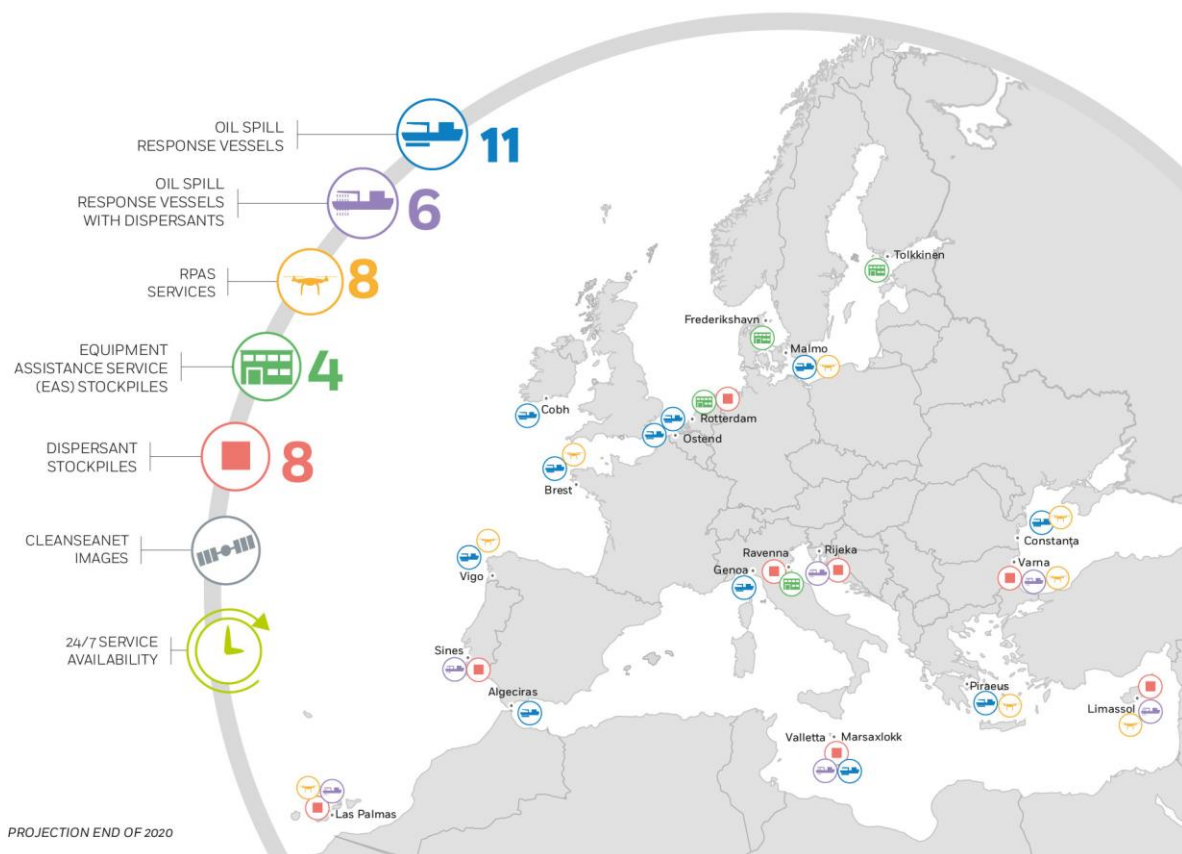 OIL SPILL
RESPONSE VESSELS
11
OIL SPILL
RESPONSE VESSELS
WITH DISPERSANTS
6
RPAS
SERVICES
8
EQUIPMENT
ASSISTANCE SERVICE
(EAS) STOCKPILES
4
DISPERSANT
STOCKPILES
8
CLEANSEANET
IMAGES
24/7 SERVICE
AVAILABILITY
Tolkkinen
Frederikshavn
Malmo
Cobh
Rotterdam
Ostend
Brest
Constanţa
Ravenna
Rijeka
Genoa
Varna
Vigo
Sines
Algeciras
Piraeus
Limassol
Valletta
Marsaxlokk
Las Palmas
PROJECTION END OF 2020